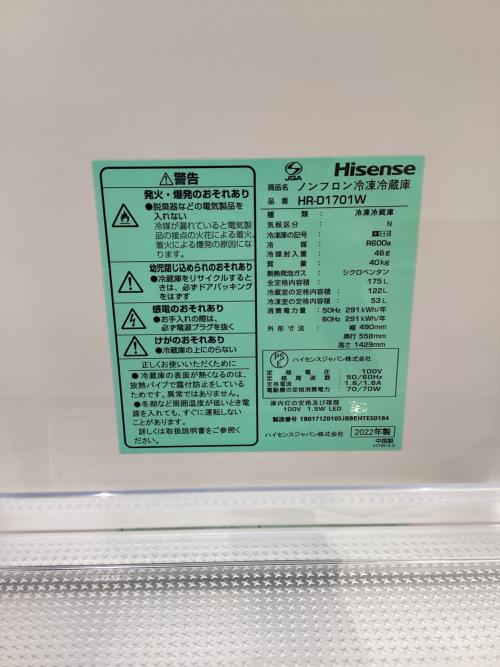 警告
発火・爆発のおそれあり
●脱臭器などの電気製品を
入れない
冷媒が漏れていると電気製
品の接点の火花による着火、
着火による爆発の原因にな
ります。
幼児閉じ込められのおそれあり
●冷蔵庫をリサイクルすると
きは、必ずドアパッキング
をはずす
感電のおそれあり
●お手入れの際は、
必ず電源プラグを抜く
けがのおそれあり
●冷蔵庫の上にのらない
正しくお使いいただくために
●冷蔵庫の表面が熱くなるのは、
放熱パイプで露付防止をしている
ためです。異常ではありません。
●冬期など周囲温度が低いとき電
源を入れても、すぐに運転しない
ことがあります。
詳しくは取扱説明書をご参照くだ
さい。
JQA
Hisense
商品名 ノンフロン冷凍冷蔵庫
品番 HR-D1701W
種類 : 冷凍冷蔵庫
気候区分 : N
冷凍庫の記号 :
冷媒 : R600a
冷媒封入量 : 46g
質量 : 40kg
断熱発泡ガス : シクロペンタン
全定格内容積 : 175L
冷蔵室の定格内容積 : 122L
冷凍室の定格内容積 : 53L
消費電力量 : 50Hz 291kWh/年
60Hz 291kWh/年
外形寸法 : 幅 490mm
奥行 558mm
高さ 1429mm
PS
E
ハイセンスジャパン株式会社
定格電圧 : 100V
定格周波数 : 50/60Hz
定格電流 : 1.6/1.6A
電動機の定格消費電力 : 70/70W
庫内灯の定格及び種類
100V 1.5W LED
製造番号 1B0171Z0105JBBBHTE50184
ハイセンスジャパン株式会社
2022年製
中国製